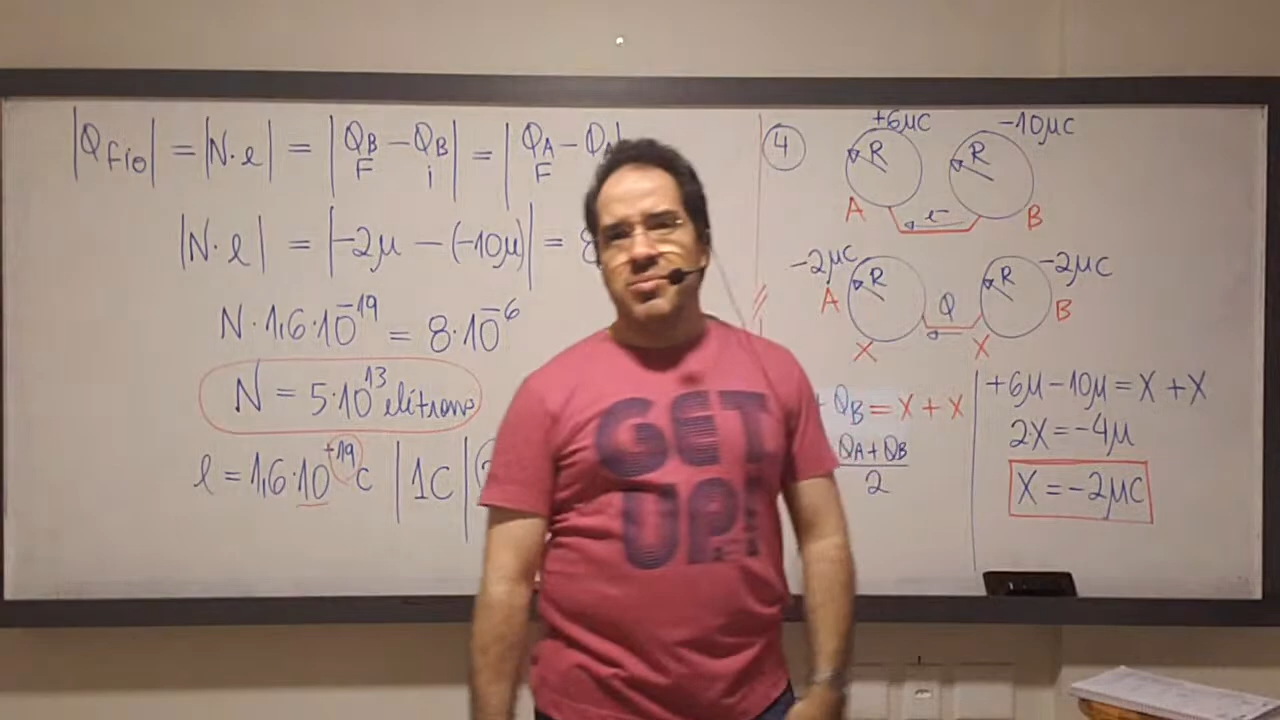 |Q fio| = |N·e| = |QB F − QB i| = |QA F − QA|
|N·e| = |−2μ − (−10μ)| = 8
N·1,6·10⁻¹⁹ = 8·10⁻⁶
N = 5·10¹³ elétrons
e = 1,6·10⁺¹⁹ C |1C|
4
+6μC
−10μC
R
R
A
e⁻
B
−2μC
R
R
−2μC
A
Q
B
X
X
+ QB = X + X
QA + QB
2
+6μ − 10μ = X + X
2X = −4μ
X = −2μC
GET
UP!